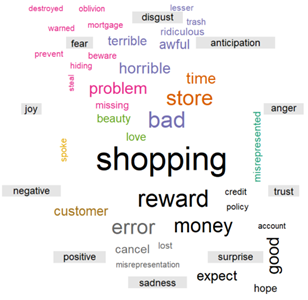 destroyed oblivion lesser
disgust trash
warned mortgage ridiculous
fear terrible awful anticipation
prevent beware
hiding horrible
steal problem time
missing store
joy beauty bad anger
love
spoke misrepresented
shopping
negative reward credit trust
customer policy
error money account
positive cancel lost surprise good
misrepresentation expect
sadness hope